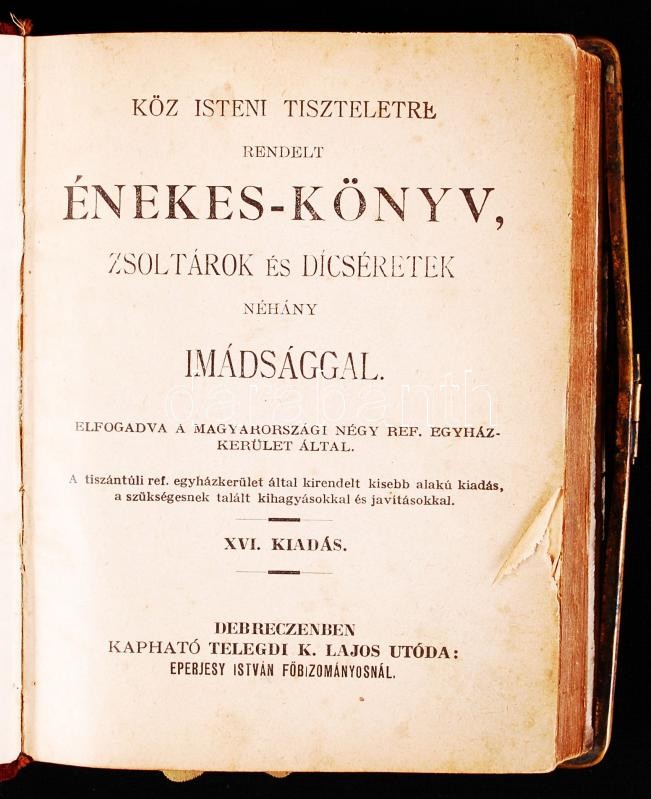 KÖZ ISTENI TISZTELETRE
RENDELT
ÉNEKES-KÖNYV,
ZSOLTÁROK ÉS DÍCSÉRETEK
NÉHÁNY
IMÁDSÁGGAL.
darabanth
ELFOGADVA A MAGYARORSZÁGI NÉGY REF. EGYHÁZ-
KERÜLET ÁLTAL.
A tiszántúli ref. egyházkerület által kirendelt kisebb alakú kiadás,
a szükségesnek talált kihagyásokkal és javításokkal.
XVI. KIADÁS.
DEBRECZENBEN
KAPHATÓ TELEGDI K. LAJOS UTÓDA:
EPERJESY ISTVÁN FŐBIZOMÁNYOSNÁL.